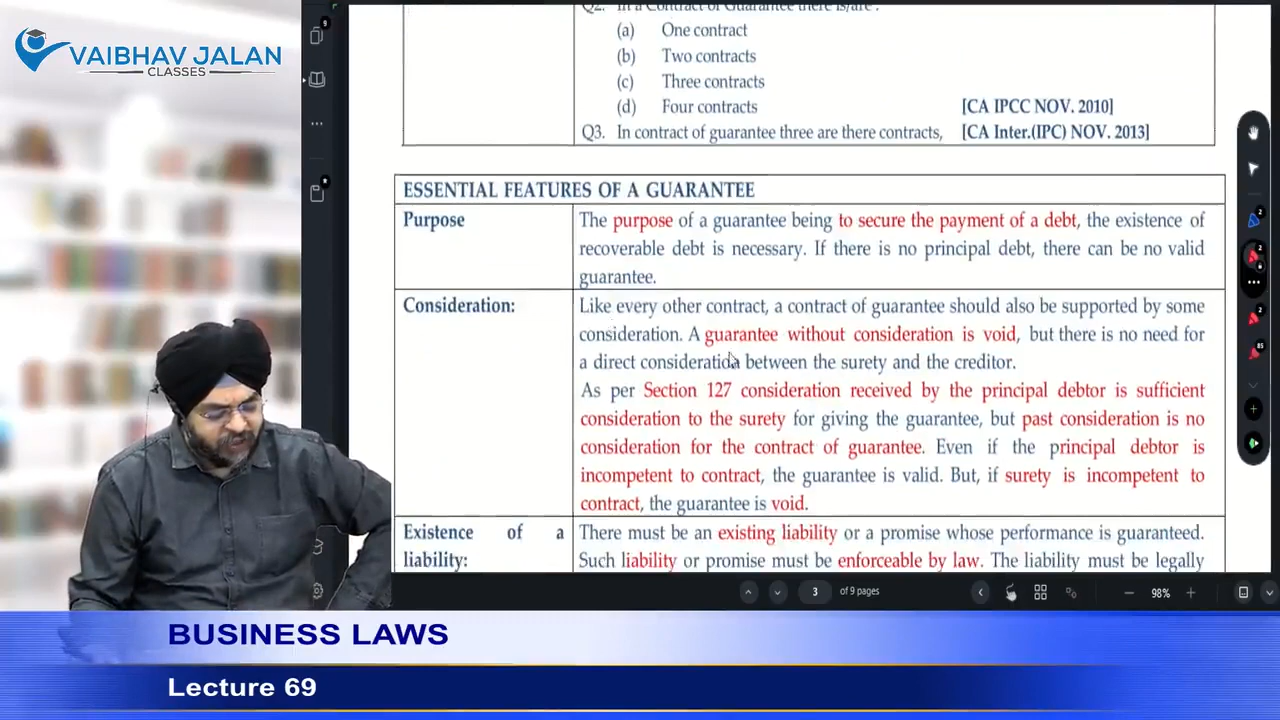 VAIBHAV JALAN
CLASSES
Q2. In a Contract of Guarantee there is/are :
(a) One contract
(b) Two contracts
(c) Three contracts
(d) Four contracts [CA IPCC NOV. 2010]
Q3. In contract of guarantee three are there contracts, [CA Inter.(IPC) NOV. 2013]
ESSENTIAL FEATURES OF A GUARANTEE
Purpose
The purpose of a guarantee being to secure the payment of a debt, the existence of
recoverable debt is necessary. If there is no principal debt, there can be no valid
guarantee.
Consideration:
Like every other contract, a contract of guarantee should also be supported by some
consideration. A guarantee without consideration is void, but there is no need for
a direct consideration between the surety and the creditor.
As per Section 127 consideration received by the principal debtor is sufficient
consideration to the surety for giving the guarantee, but past consideration is no
consideration for the contract of guarantee. Even if the principal debtor is
incompetent to contract, the guarantee is valid. But, if surety is incompetent to
contract, the guarantee is void.
Existence of a
liability:
There must be an existing liability or a promise whose performance is guaranteed.
Such liability or promise must be enforceable by law. The liability must be legally
3 of 9 pages
98%
BUSINESS LAWS
Lecture 69